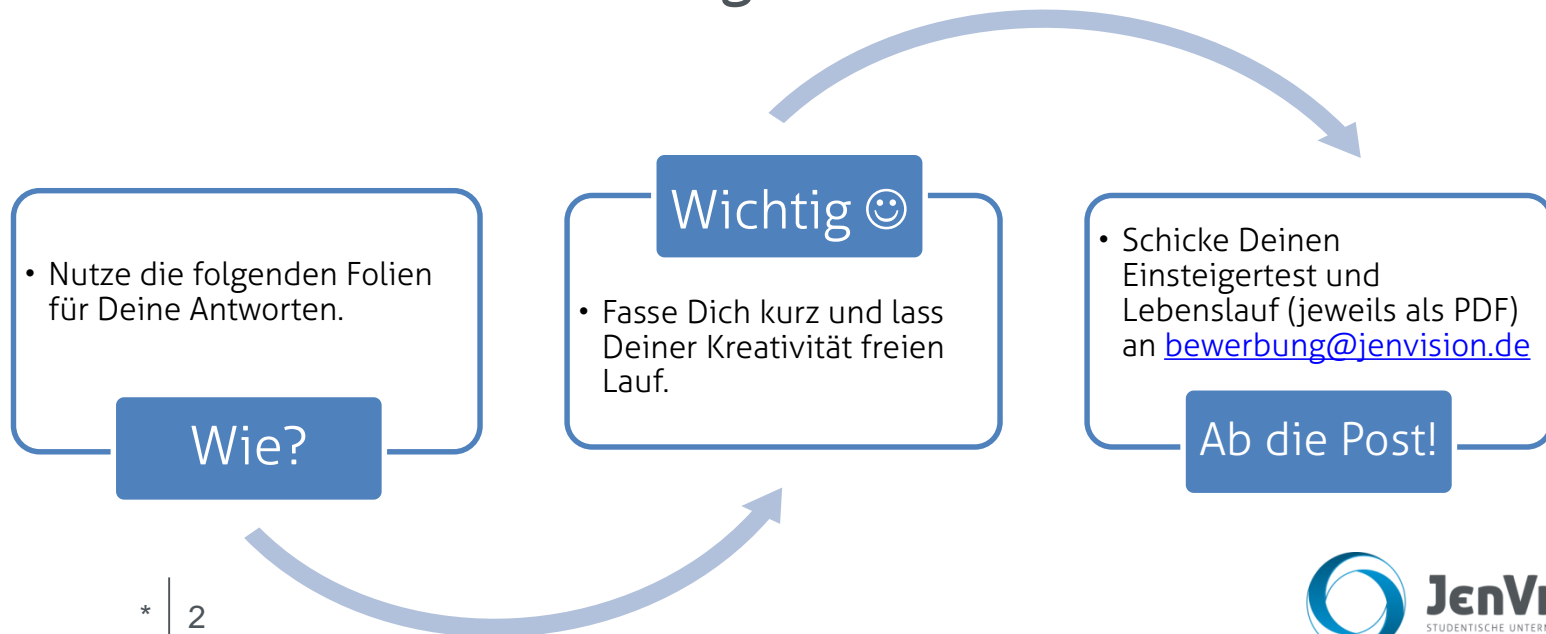 • Nutze die folgenden Folien
für Deine Antworten.
Wie?
Wichtig ☺
• Fasse Dich kurz und lass
Deiner Kreativität freien
Lauf.
• Schicke Deinen
Einsteigertest und
Lebenslauf (jeweils als PDF)
an bewerbung@jenvision.de
Ab die Post!
* | 2